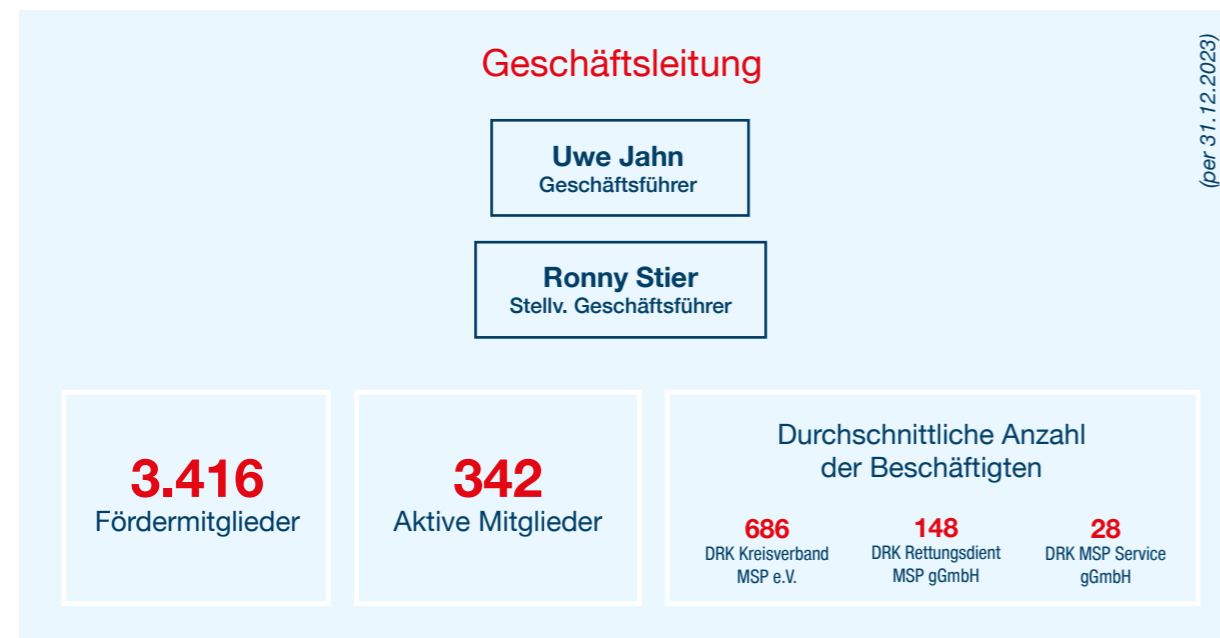 Geschäftsleitung
(per 31.12.2023)
Uwe Jahn
Geschäftsführer
Ronny Stier
Stellv. Geschäftsführer
3.416
Fördermitglieder
342
Aktive Mitglieder
Durchschnittliche Anzahl
der Beschäftigten
686
DRK Kreisverband
MSP e.V.
148
DRK Rettungsdient
MSP gGmbH
28
DRK MSP Service
gGmbH